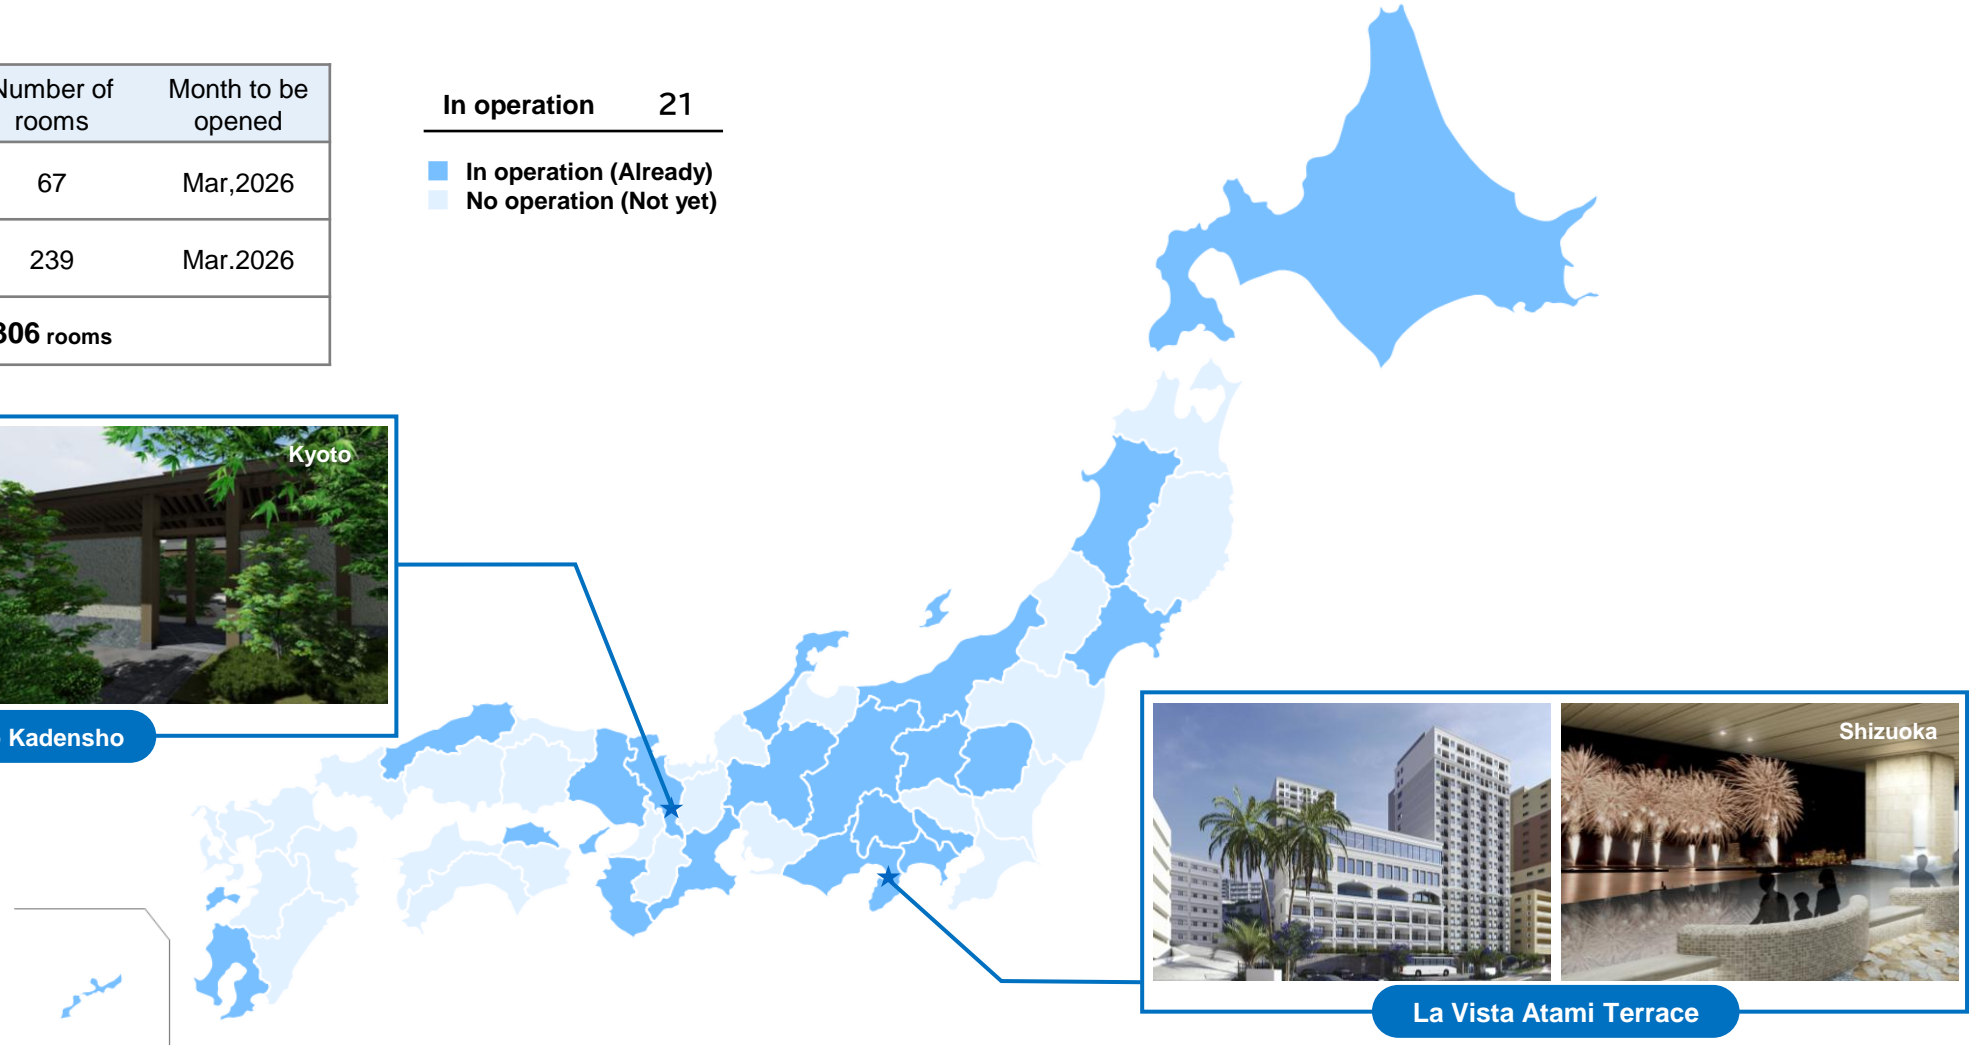 Number of
rooms
Month to be
opened
67
Mar,2026
239
Mar.2026
306 rooms
In operation 21
In operation (Already)
No operation (Not yet)
Kyoto
Kadensho
Shizuoka
La Vista Atami Terrace